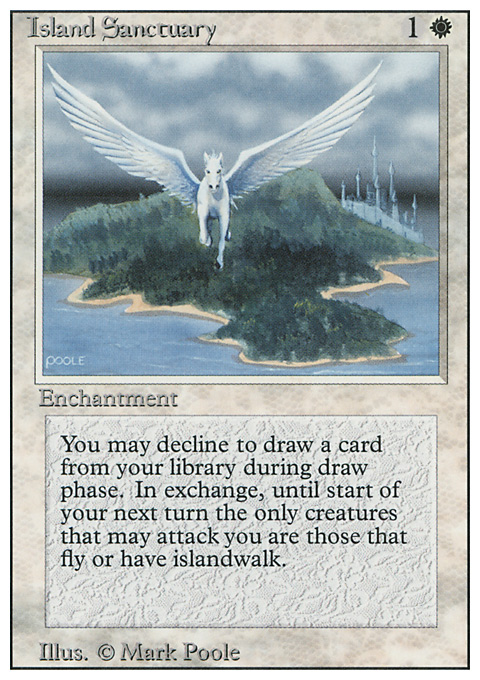 Island Sanctuary 1
POOLE
Enchantment
You may decline to draw a card
from your library during draw
phase. In exchange, until start of
your next turn the only creatures
that may attack you are those that
fly or have islandwalk.
Illus. © Mark Poole